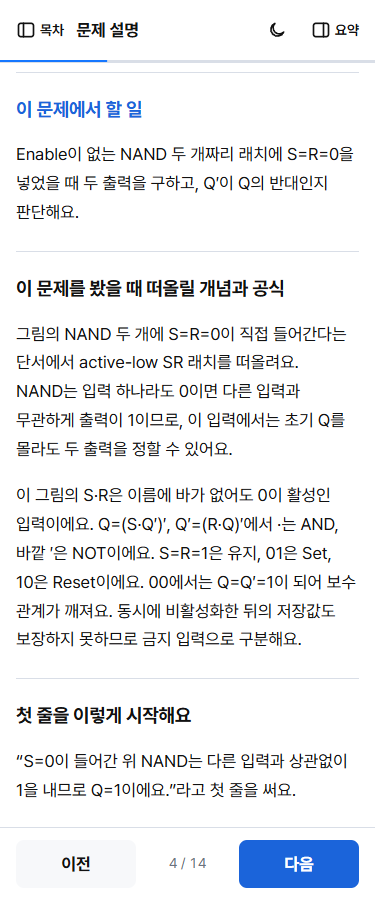 목차 문제 설명 요약
이 문제에서 할 일
Enable이 없는 NAND 두 개짜리 래치에 S=R=0을
넣었을 때 두 출력을 구하고, Q′이 Q의 반대인지
판단해요.
이 문제를 봤을 때 떠올릴 개념과 공식
그림의 NAND 두 개에 S=R=0이 직접 들어간다는
단서에서 active-low SR 래치를 떠올려요.
NAND는 입력 하나라도 0이면 다른 입력과
무관하게 출력이 1이므로, 이 입력에서는 초기 Q를
몰라도 두 출력을 정할 수 있어요.
이 그림의 S·R은 이름에 바가 없어도 0이 활성인
입력이에요. Q=(S·Q′)′, Q′=(R·Q)′에서 ·는 AND,
바깥 ′은 NOT이에요. S=R=1은 유지, 01은 Set,
10은 Reset이에요. 00에서는 Q=Q′=1이 되어 보수
관계가 깨져요. 동시에 비활성화한 뒤의 저장값도
보장하지 못하므로 금지 입력으로 구분해요.
첫 줄을 이렇게 시작해요
“S=0이 들어간 위 NAND는 다른 입력과 상관없이
1을 내므로 Q=1이에요.”라고 첫 줄을 써요.
이전 4 / 14 다음